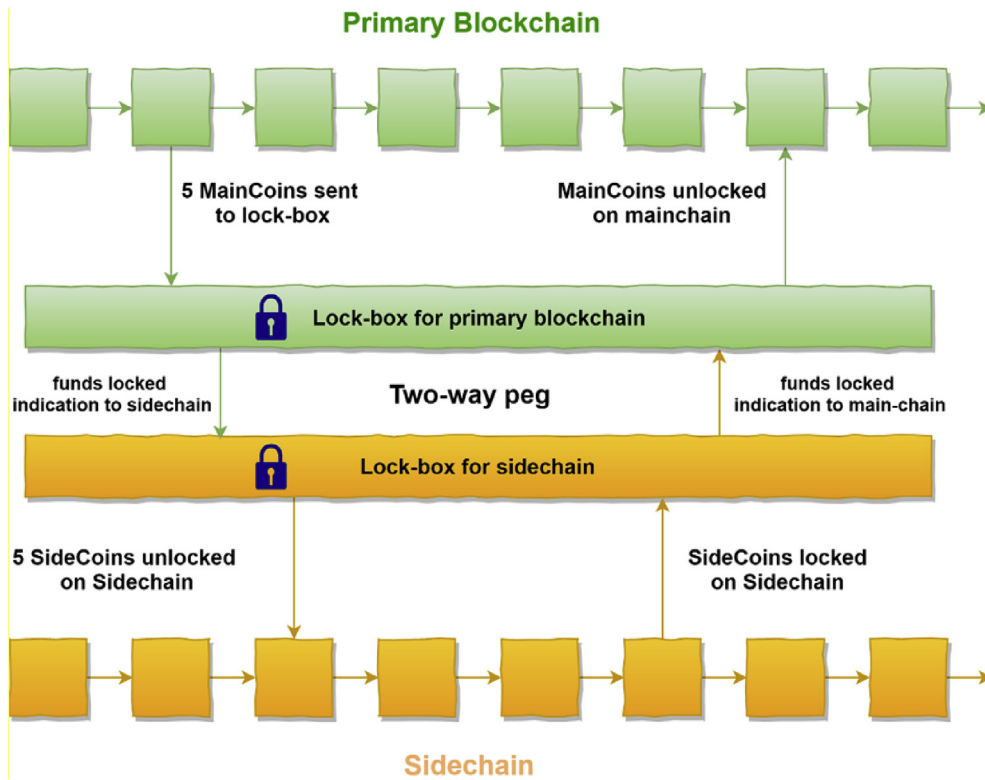 Primary Blockchain
5 MainCoins sent
to lock-box
MainCoins unlocked
on mainchain
Lock-box for primary blockchain
funds locked
indication to sidechain
Two-way peg
funds locked
indication to main-chain
Lock-box for sidechain
5 SideCoins unlocked
on Sidechain
SideCoins locked
on Sidechain
Sidechain